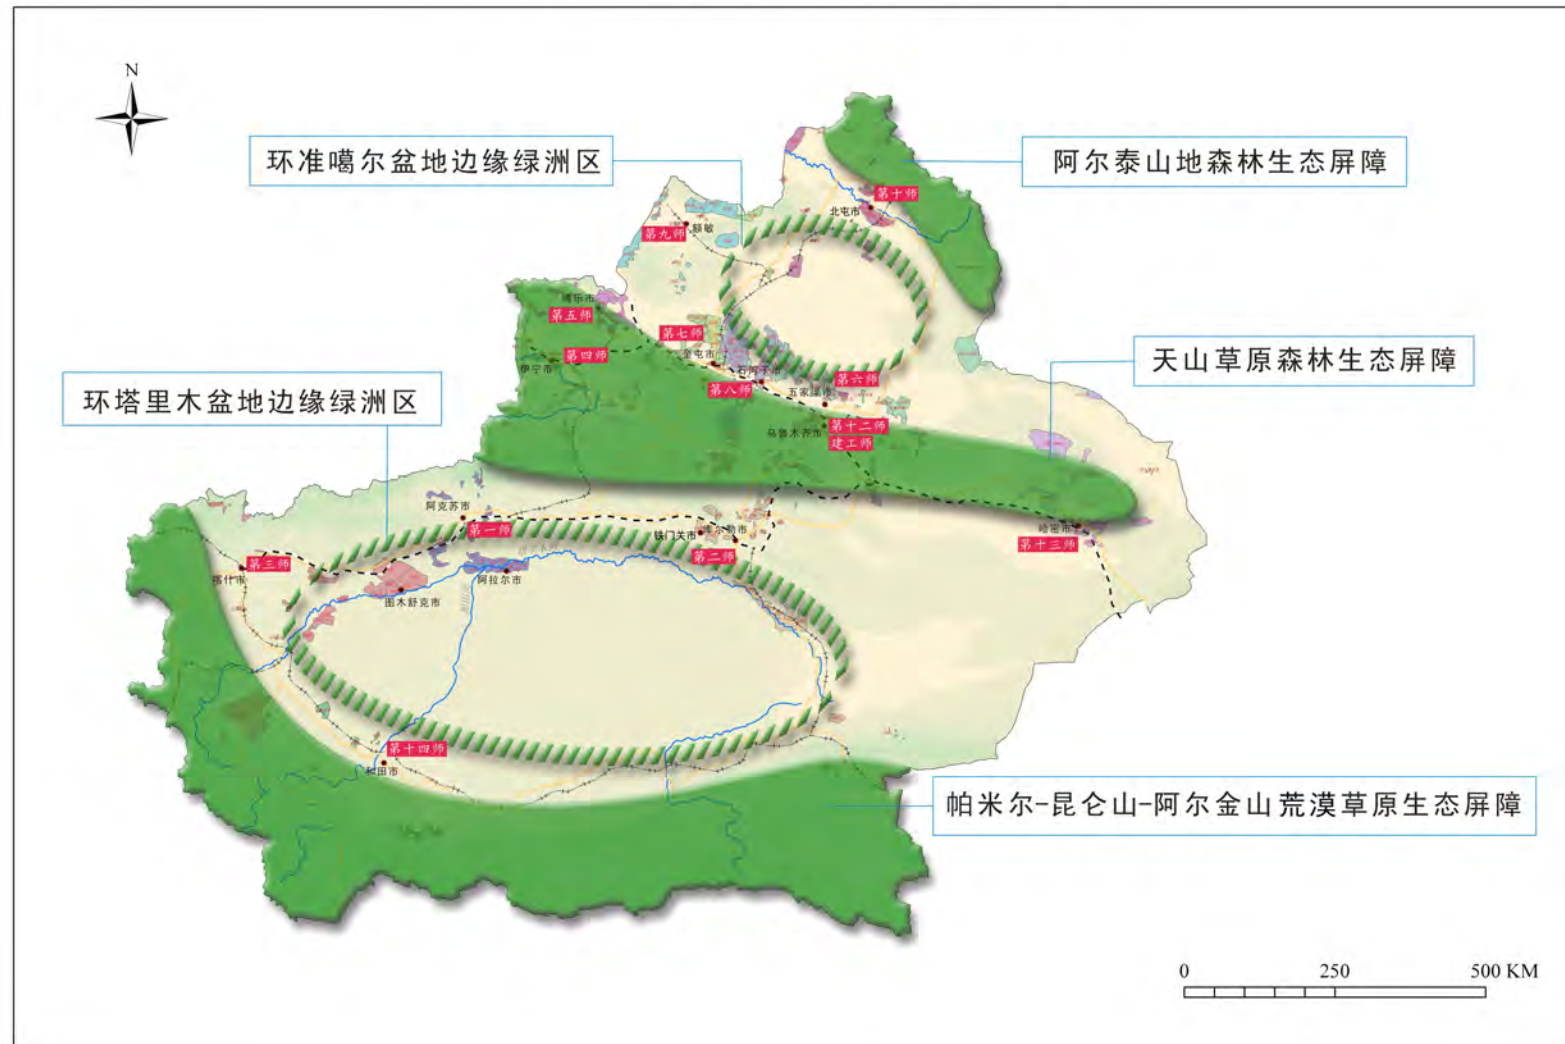 N
环准噶尔盆地边缘绿洲区
阿尔泰山地森林生态屏障
第十师
北屯市
第九师
额敏
博乐市
第五师
第七师
天山草原森林生态屏障
第四师
奎屯市
伊宁市
石河子市
第六师
第八师
五家渠市
环塔里木盆地边缘绿洲区
第十二师
乌鲁木齐市
建工师
阿克苏市
第一师
铁门关市
库尔勒市
哈密市
第十三师
第二师
第三师
喀什市
阿拉尔市
图木舒克市
第十四师
和田市
帕米尔-昆仑山-阿尔金山荒漠草原生态屏障
0 250 500 KM